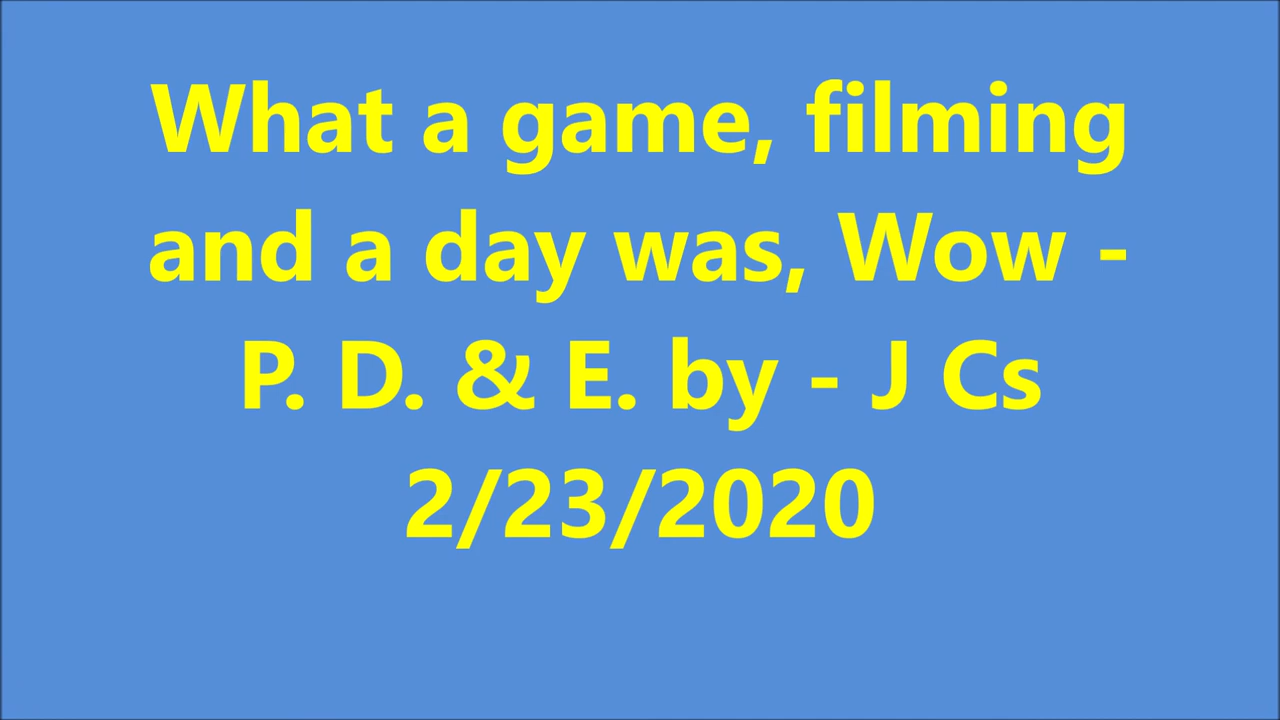 What a game, filming
and a day was, Wow -
P. D. & E. by - J Cs
2/23/2020